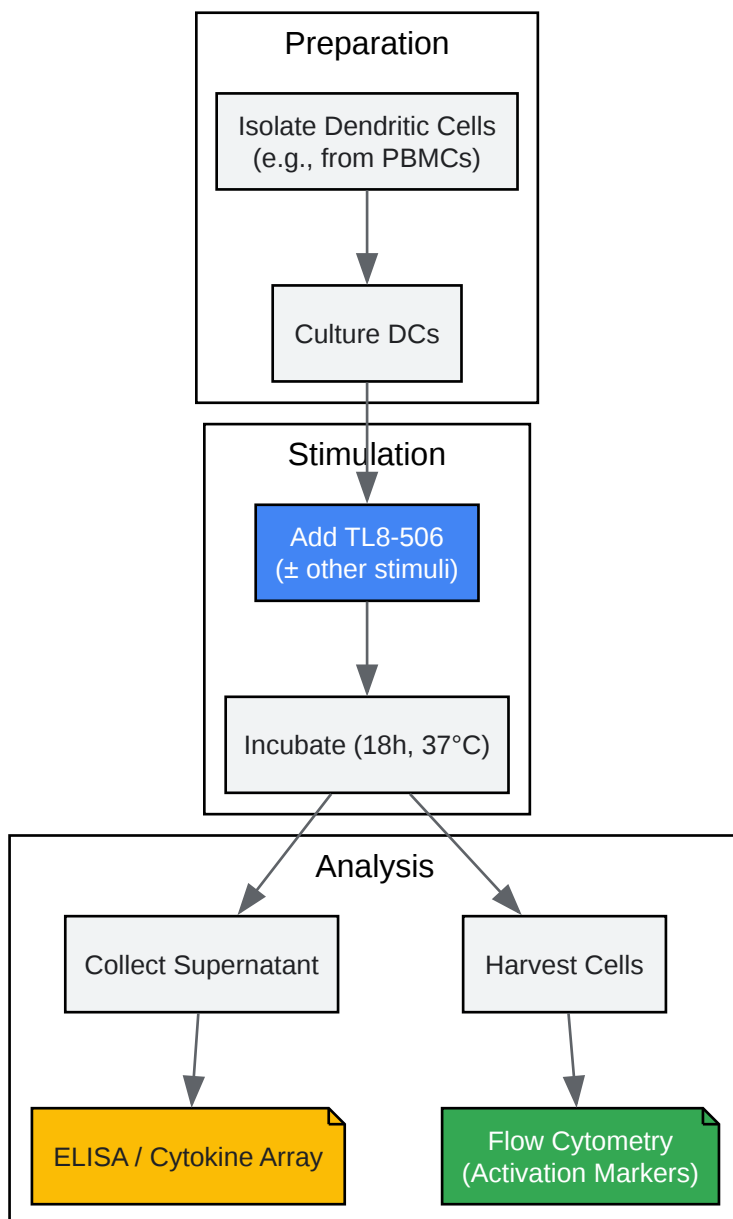 Preparation
Isolate Dendritic Cells
(e.g., from PBMCs)
Culture DCs
Stimulation
Add TL8-506
(± other stimuli)
Incubate (18h, 37°C)
Analysis
Collect Supernatant
Harvest Cells
ELISA / Cytokine Array
Flow Cytometry
(Activation Markers)